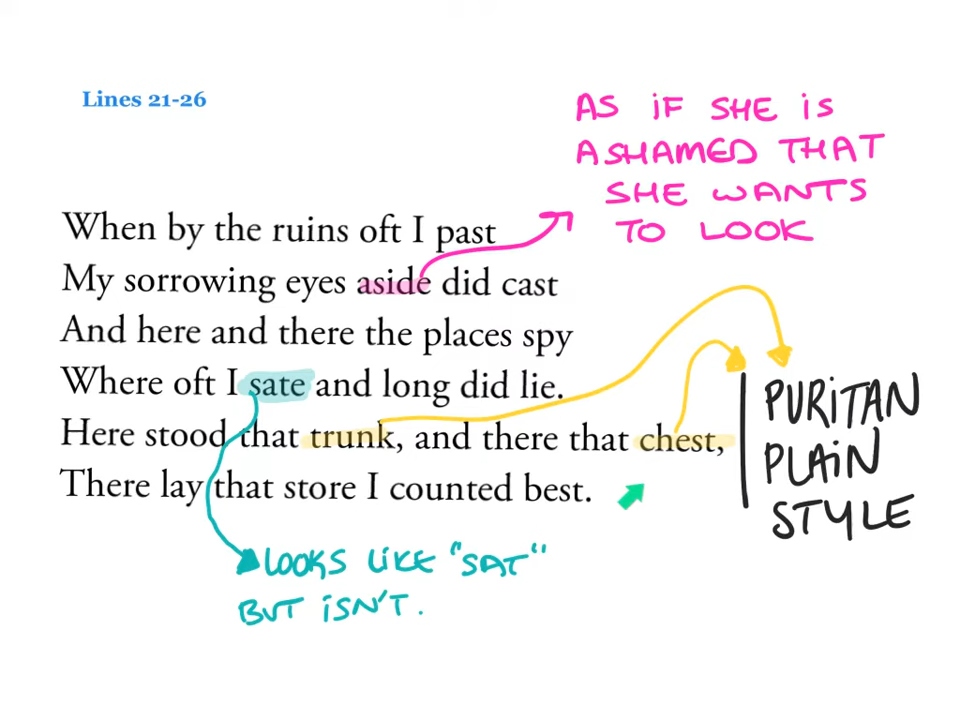 Lines 21-26
AS IF SHE IS
ASHAMED THAT
SHE WANTS
TO LOOK
When by the ruins oft I past
My sorrowing eyes aside did cast
And here and there the places spy
Where oft I sate and long did lie.
Here stood that trunk, and there that chest,
There lay that store I counted best.
PURITAN
PLAIN
STYLE
LOOKS LIKE "SAT"
BUT ISN'T.